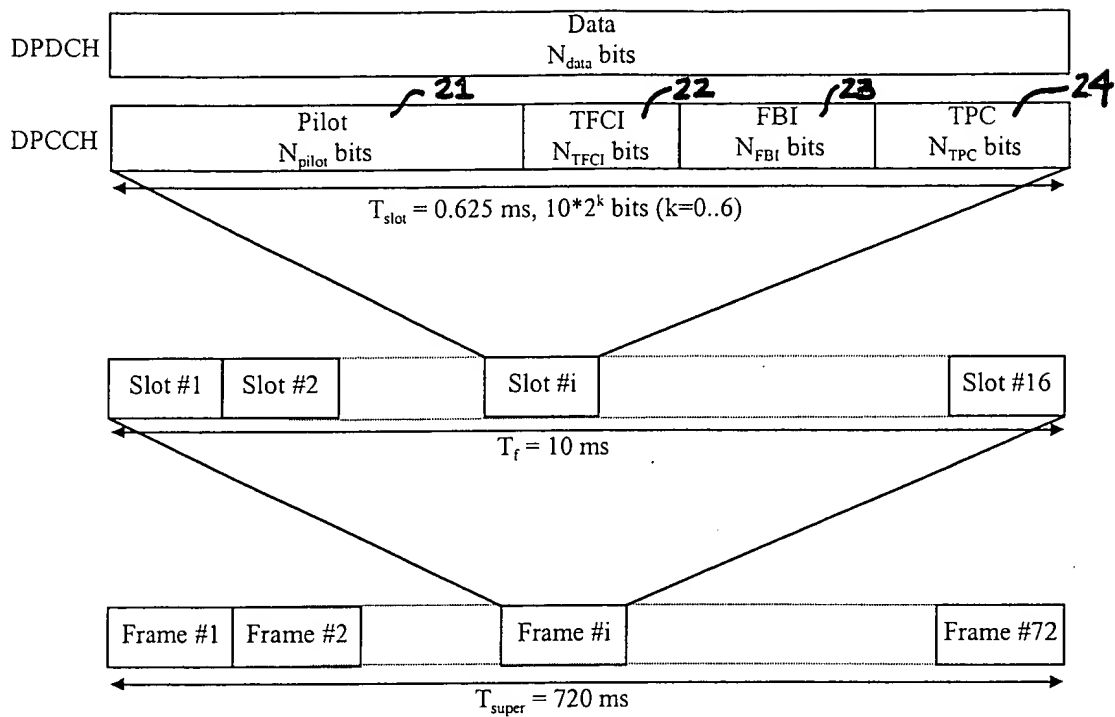 DPDCH
Data
N_data bits
21
22
23
24
DPCCH
Pilot
N_pilot bits
TFCI
N_TFCI bits
FBI
N_FBI bits
TPC
N_TPC bits
T_slot = 0.625 ms, 10*2^k bits (k=0..6)
Slot #1
Slot #2
Slot #i
Slot #16
T_f = 10 ms
Frame #1
Frame #2
Frame #i
Frame #72
T_super = 720 ms